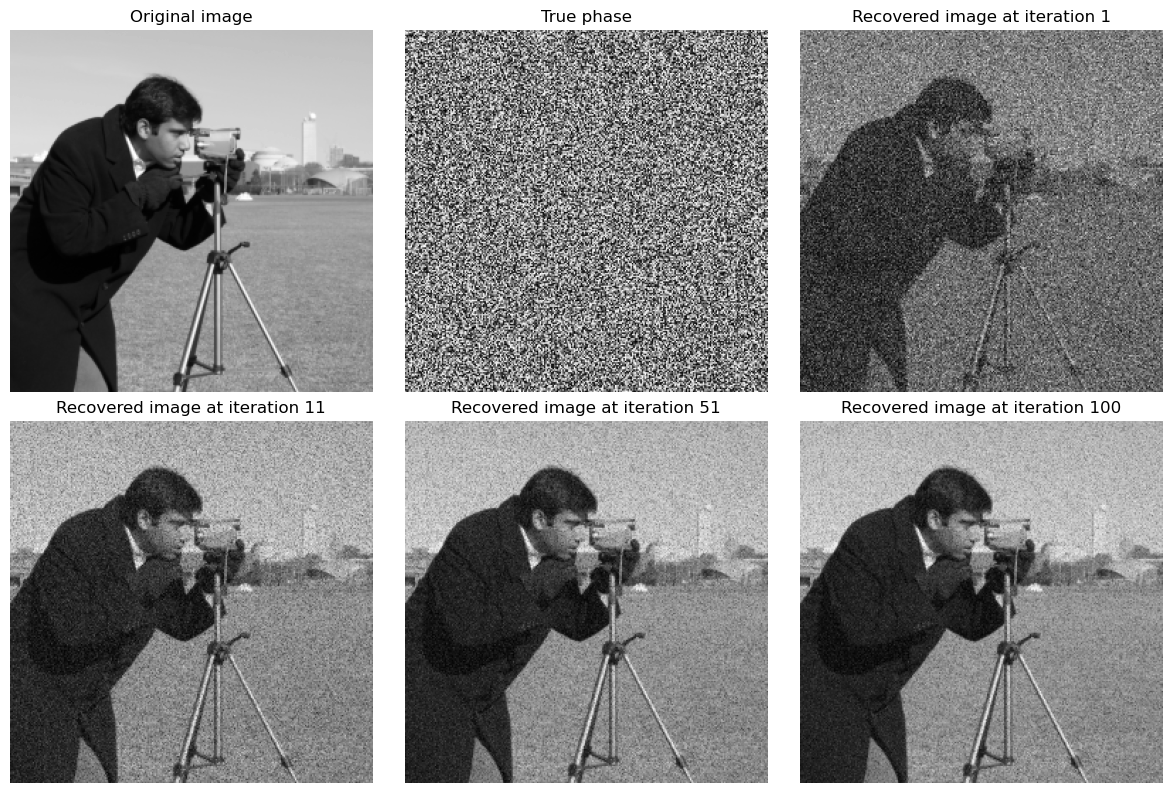 Original image
True phase
Recovered image at iteration 1
Recovered image at iteration 11
Recovered image at iteration 51
Recovered image at iteration 100